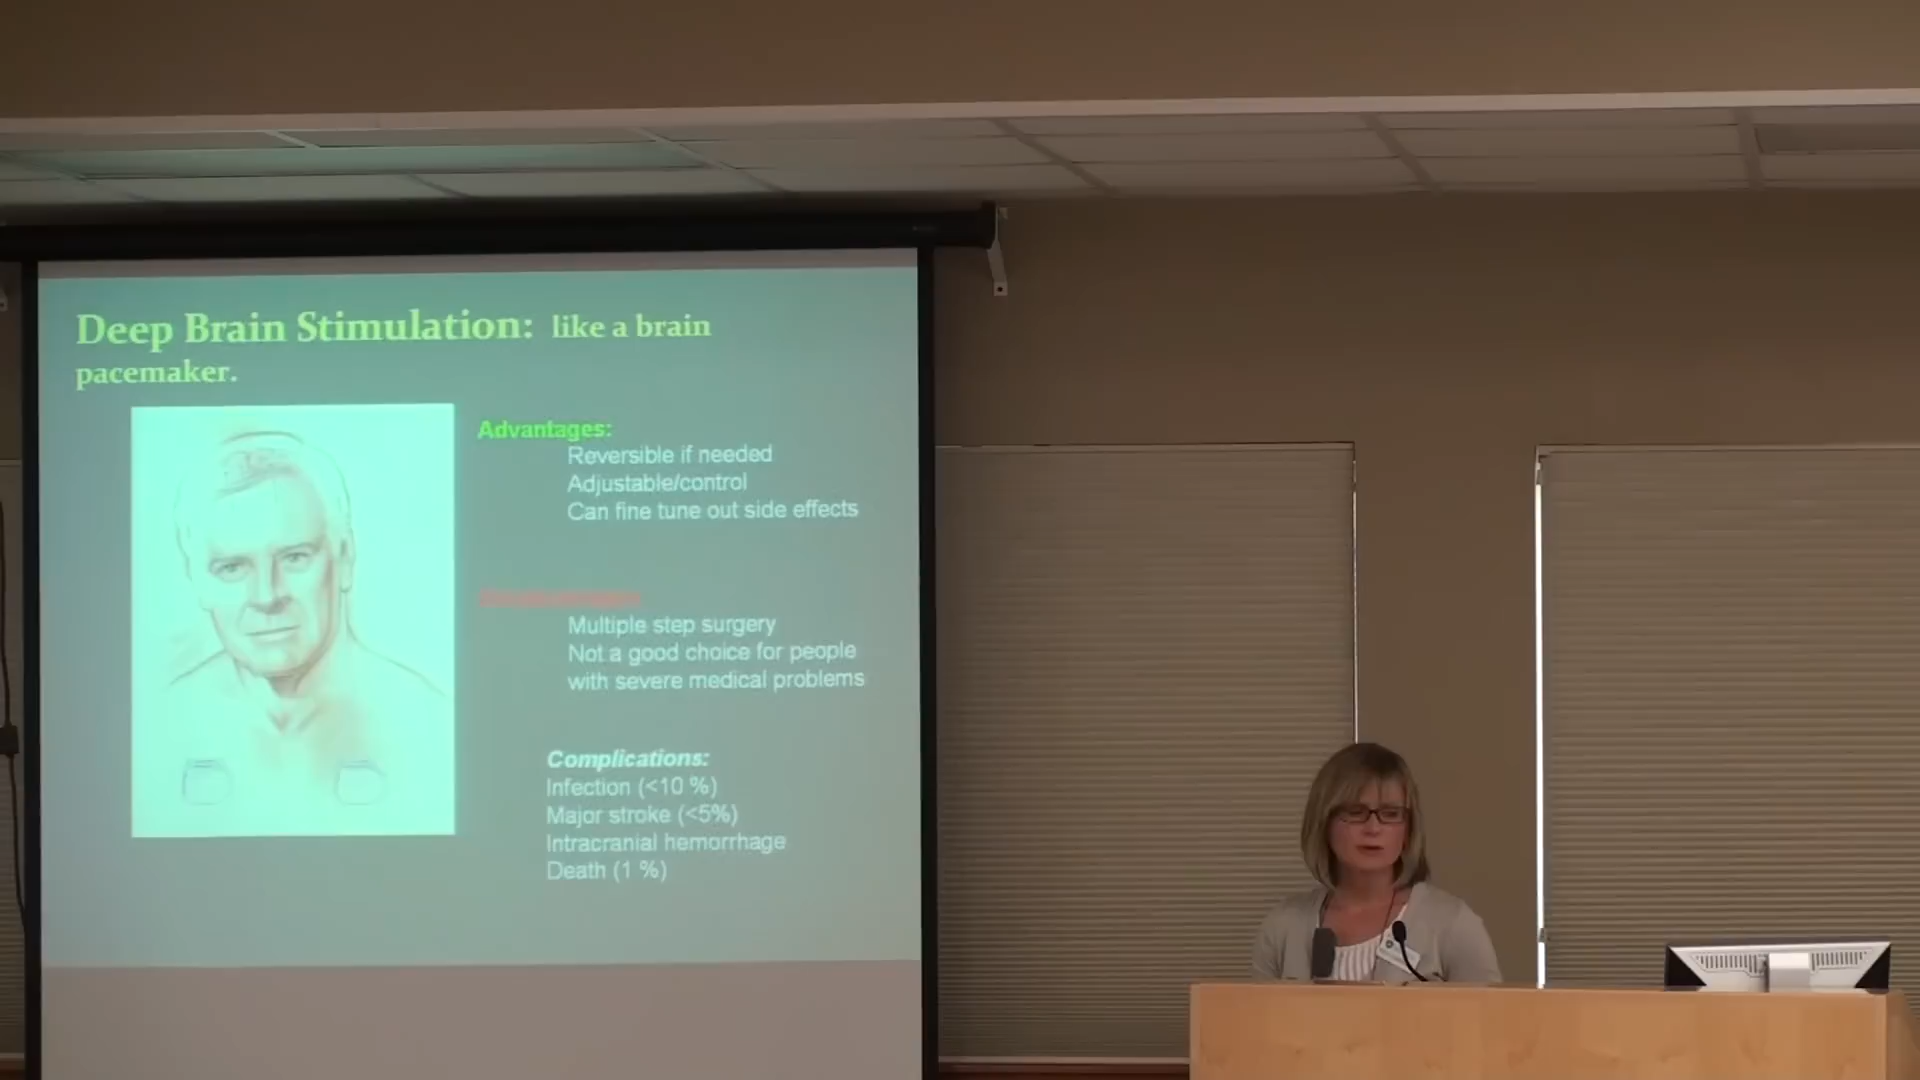 Deep Brain Stimulation: like a brain
pacemaker.
Advantages:
Reversible if needed
Adjustable/control
Can fine tune out side effects
Multiple step surgery
Not a good choice for people
with severe medical problems
Complications:
Infection (<10 %)
Major stroke (<5%)
Intracranial hemorrhage
Death (1 %)